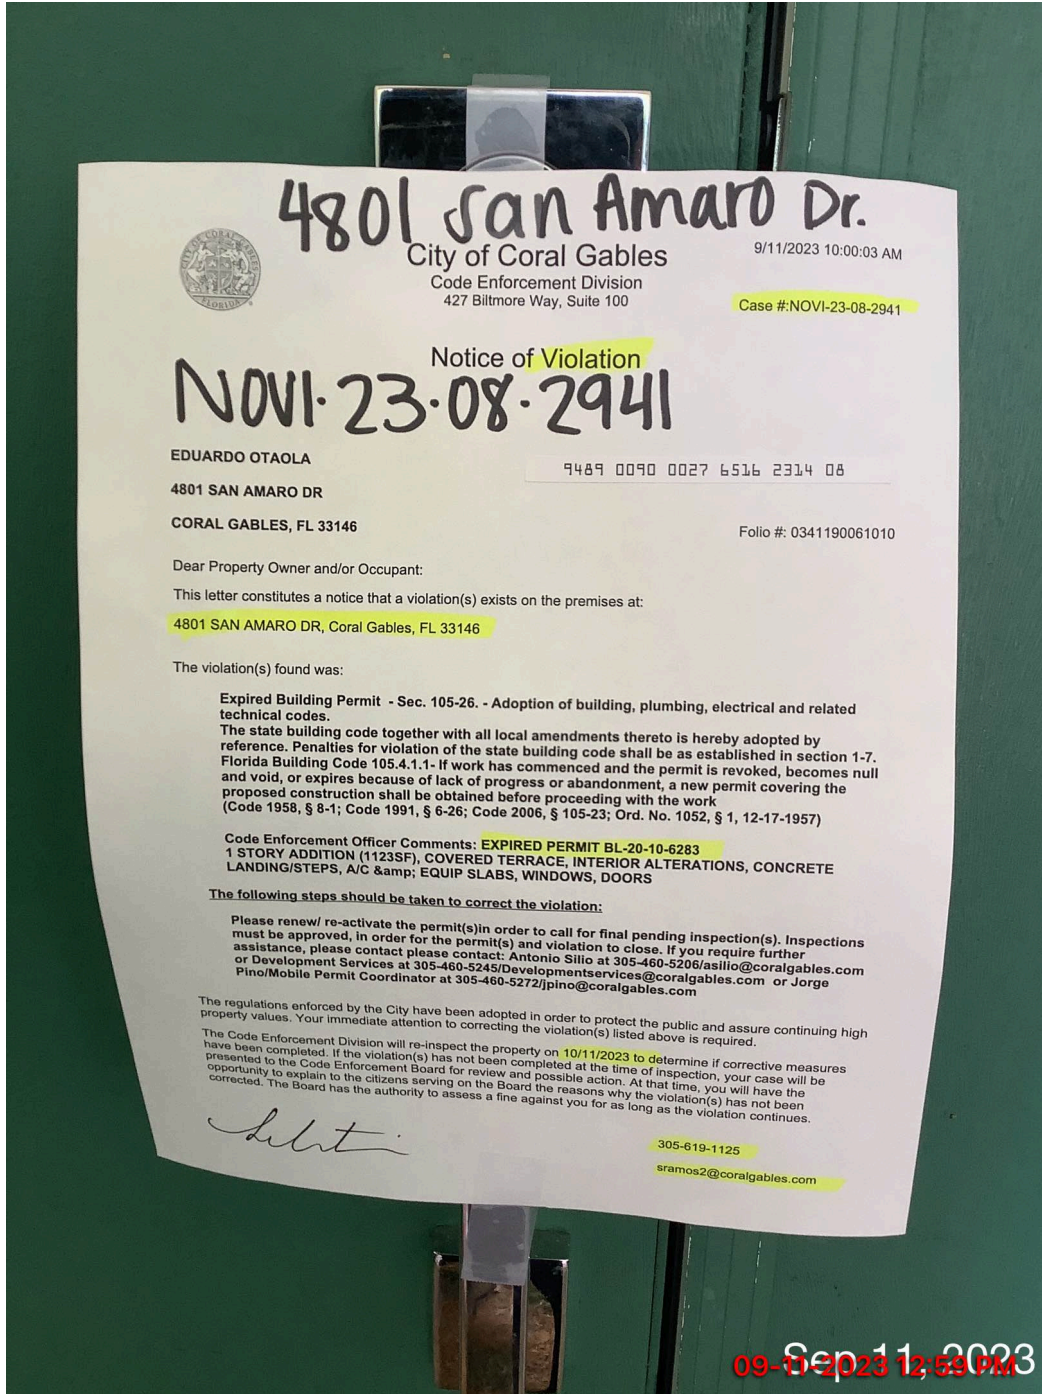 4801 San Amaro Dr.
City of Coral Gables
9/11/2023 10:00:03 AM
Code Enforcement Division
427 Biltmore Way, Suite 100
Case #:NOVI-23-08-2941
CITY OF CORAL GABLES
FLORIDA
Notice of Violation
NOVI-23-08-2941
EDUARDO OTAOLA
9489 0090 0027 6516 2314 08
4801 SAN AMARO DR
CORAL GABLES, FL 33146
Folio #: 0341190061010
Dear Property Owner and/or Occupant:
This letter constitutes a notice that a violation(s) exists on the premises at:
4801 SAN AMARO DR, Coral Gables, FL 33146
The violation(s) found was:
Expired Building Permit - Sec. 105-26. - Adoption of building, plumbing, electrical and related
technical codes.
The state building code together with all local amendments thereto is hereby adopted by
reference. Penalties for violation of the state building code shall be as established in section 1-7.
Florida Building Code 105.4.1.1- If work has commenced and the permit is revoked, becomes null
and void, or expires because of lack of progress or abandonment, a new permit covering the
proposed construction shall be obtained before proceeding with the work
(Code 1958, § 8-1; Code 1991, § 6-26; Code 2006, § 105-23; Ord. No. 1052, § 1, 12-17-1957)
Code Enforcement Officer Comments: EXPIRED PERMIT BL-20-10-6283
1 STORY ADDITION (1123SF), COVERED TERRACE, INTERIOR ALTERATIONS, CONCRETE
LANDING/STEPS, A/C &amp; EQUIP SLABS, WINDOWS, DOORS
The following steps should be taken to correct the violation:
Please renew/ re-activate the permit(s)in order to call for final pending inspection(s). Inspections
must be approved, in order for the permit(s) and violation to close. If you require further
assistance, please contact please contact: Antonio Silio at 305-460-5206/asilio@coralgables.com
or Development Services at 305-460-5245/Developmentservices@coralgables.com or Jorge
Pino/Mobile Permit Coordinator at 305-460-5272/jpino@coralgables.com
The regulations enforced by the City have been adopted in order to protect the public and assure continuing high
property values. Your immediate attention to correcting the violation(s) listed above is required.
The Code Enforcement Division will re-inspect the property on 10/11/2023 to determine if corrective measures
have been completed. If the violation(s) has not been completed at the time of inspection, your case will be
presented to the Code Enforcement Board for review and possible action. At that time, you will have the
opportunity to explain to the citizens serving on the Board the reasons why the violation(s) has not been
corrected. The Board has the authority to assess a fine against you for as long as the violation continues.
305-619-1125
sramos2@coralgables.com
Sep 11, 2023
09-11-2023 12:59 PM